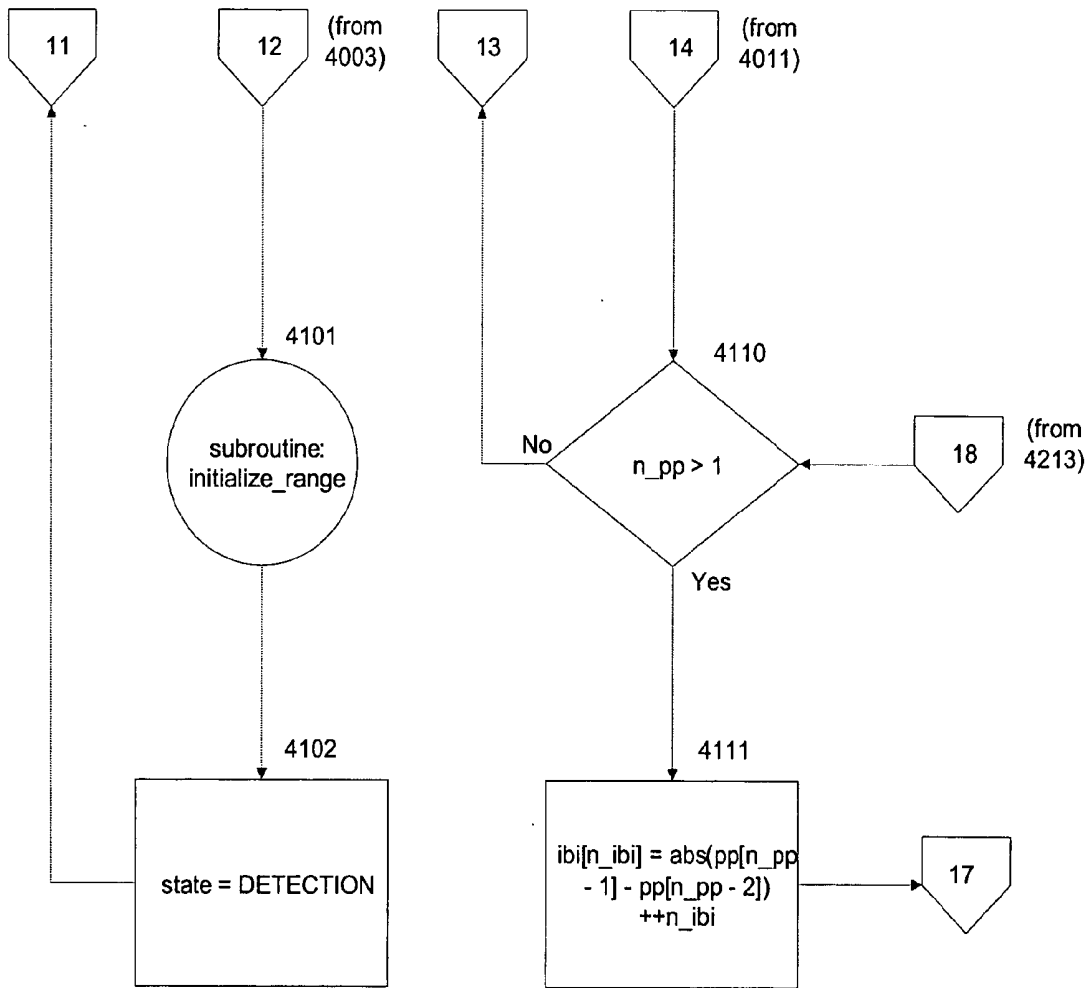 11
12
(from
4003)
13
14
(from
4011)
4101
4110
subroutine:
initialize_range
No
n_pp > 1
18
(from
4213)
Yes
4102
4111
state = DETECTION
ibi[n_ibi] = abs(pp[n_pp
- 1] - pp[n_pp - 2])
++n_ibi
17